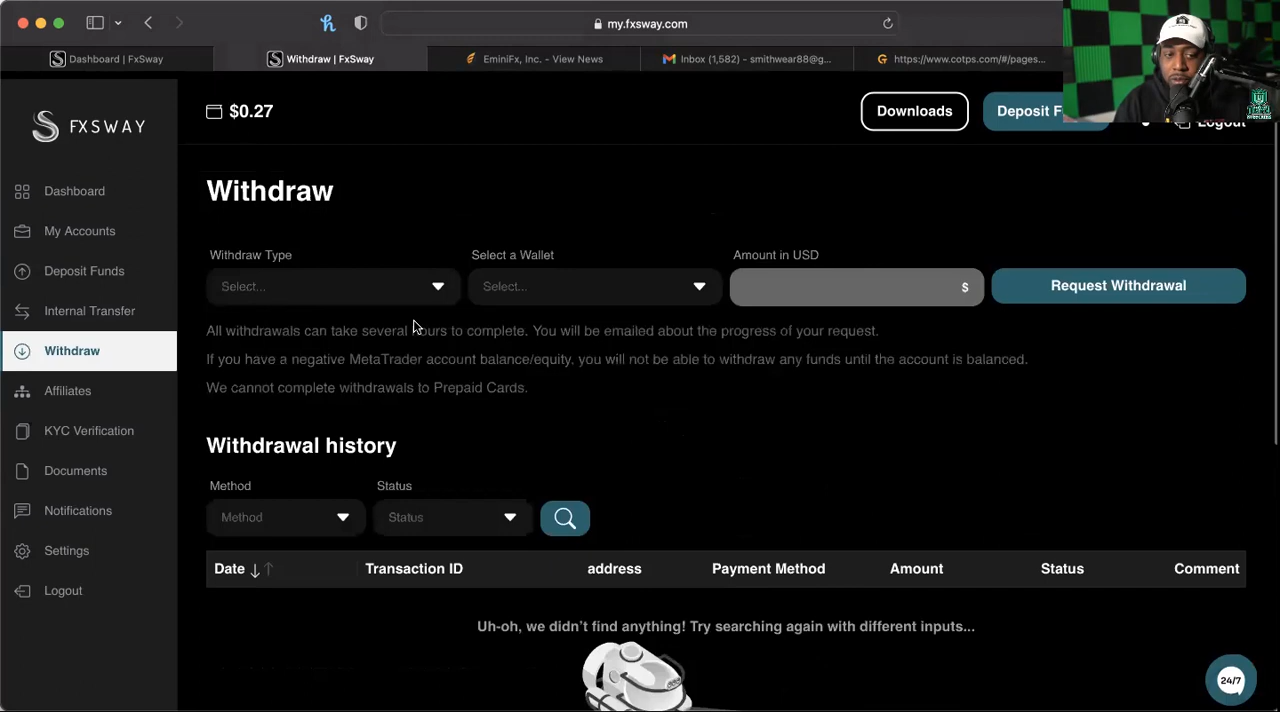 my.fxsway.com
Dashboard | FxSway
Withdraw | FxSway
EminiFx, Inc. - View News
Inbox (1,582) - smithwear88@g...
https://www.cotps.com/#/pages...
FXSWAY
$0.27
Downloads
Deposit F
Logout
Dashboard
My Accounts
Deposit Funds
Internal Transfer
Withdraw
Affiliates
KYC Verification
Documents
Notifications
Settings
Logout
Withdraw
Withdraw Type
Select a Wallet
Amount in USD
Select...
Select...
$
Request Withdrawal
All withdrawals can take several hours to complete. You will be emailed about the progress of your request.
If you have a negative MetaTrader account balance/equity, you will not be able to withdraw any funds until the account is balanced.
We cannot complete withdrawals to Prepaid Cards.
Withdrawal history
Method
Status
Method
Status
Date
Transaction ID
address
Payment Method
Amount
Status
Comment
Uh-oh, we didn't find anything! Try searching again with different inputs...
24/7